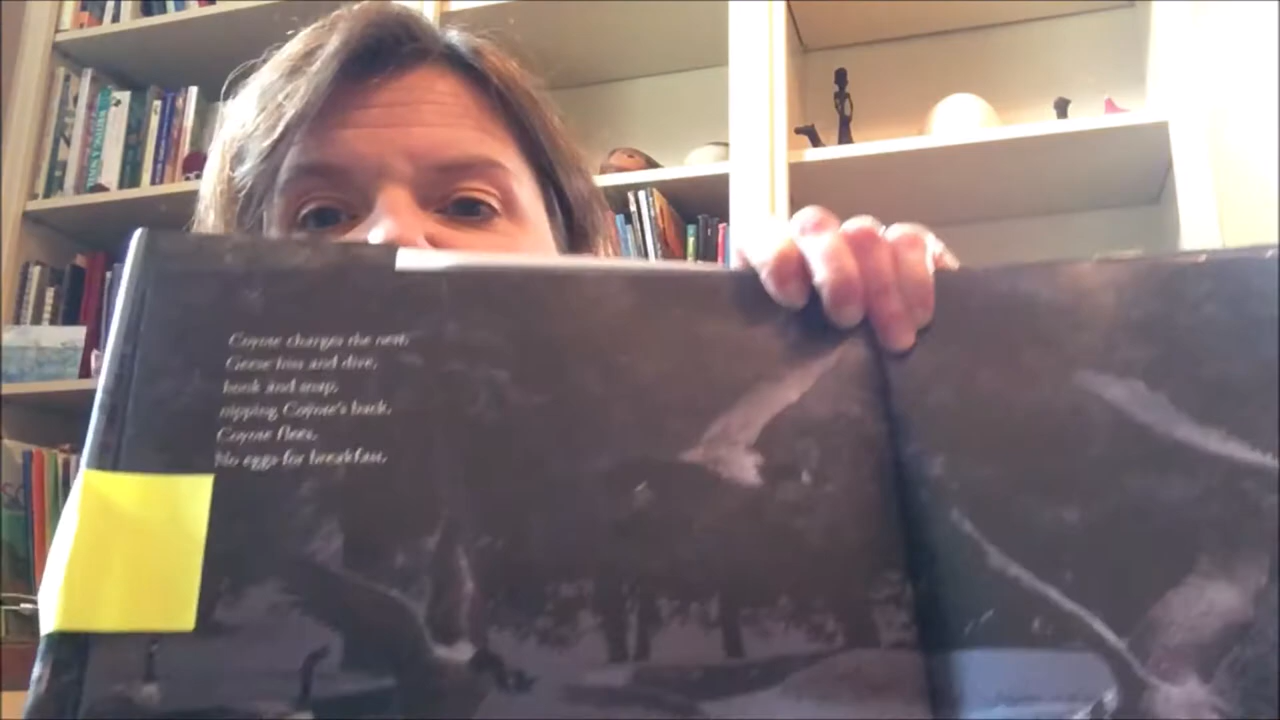 Coyote charges the nest.
Geese hiss and dive,
honk and snap,
nipping Coyote's back.
Coyote flees.
No eggs for breakfast.